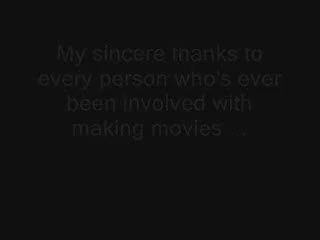 My sincere thanks to
every person who's ever
been involved with
making movies ...